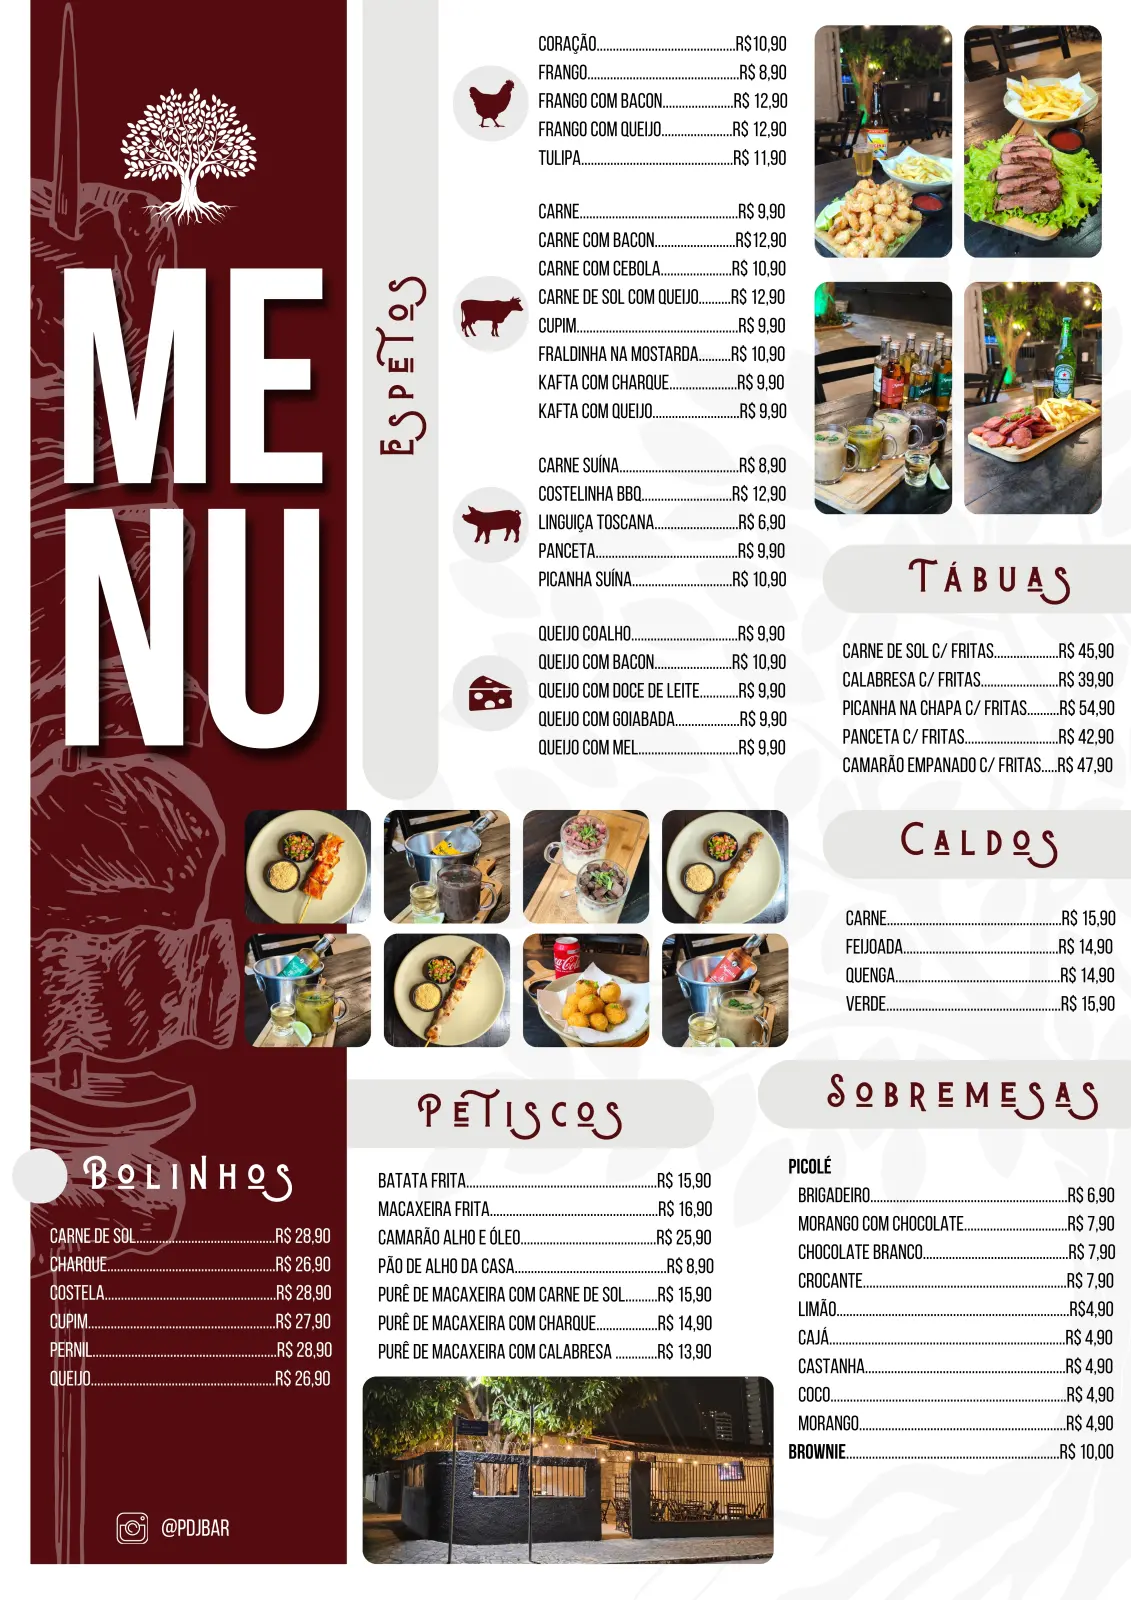 ME
NU
ESPETOS
CORAÇÃO...........................................R$10,90
FRANGO...............................................R$ 8,90
FRANGO COM BACON......................R$ 12,90
FRANGO COM QUEIJO......................R$ 12,90
TULIPA...............................................R$ 11,90
CARNE.................................................R$ 9,90
CARNE COM BACON.........................R$12,90
CARNE COM CEBOLA......................R$ 10,90
CARNE DE SOL COM QUEIJO..........R$ 12,90
CUPIM..................................................R$ 9,90
FRALDINHA NA MOSTARDA..........R$ 10,90
KAFTA COM CHARQUE.....................R$ 9,90
KAFTA COM QUEIJO...........................R$ 9,90
CARNE SUÍNA.....................................R$ 8,90
COSTELINHA BBQ............................R$ 12,90
LINGUIÇA TOSCANA..........................R$ 6,90
PANCETA............................................R$ 9,90
PICANHA SUÍNA...............................R$ 10,90
QUEIJO COALHO.................................R$ 9,90
QUEIJO COM BACON........................R$ 10,90
QUEIJO COM DOCE DE LEITE............R$ 9,90
QUEIJO COM GOIABADA....................R$ 9,90
QUEIJO COM MEL...............................R$ 9,90
TÁBUAS
CARNE DE SOL C/ FRITAS....................R$ 45,90
CALABRESA C/ FRITAS........................R$ 39,90
PICANHA NA CHAPA C/ FRITAS..........R$ 54,90
PANCETA C/ FRITAS.............................R$ 42,90
CAMARÃO EMPANADO C/ FRITAS.....R$ 47,90
CALDOS
CARNE......................................................R$ 15,90
FEIJOADA................................................R$ 14,90
QUENGA...................................................R$ 14,90
VERDE......................................................R$ 15,90
SOBREMESAS
PICOLÉ
BRIGADEIRO.............................................................R$ 6,90
MORANGO COM CHOCOLATE................................R$ 7,90
CHOCOLATE BRANCO.............................................R$ 7,90
CROCANTE...............................................................R$ 7,90
LIMÃO........................................................................R$4,90
CAJÁ.........................................................................R$ 4,90
CASTANHA..............................................................R$ 4,90
COCO.........................................................................R$ 4,90
MORANGO................................................................R$ 4,90
BROWNIE..................................................................R$ 10,00
PETISCOS
BATATA FRITA...........................................................R$ 15,90
MACAXEIRA FRITA....................................................R$ 16,90
CAMARÃO ALHO E ÓLEO..........................................R$ 25,90
PÃO DE ALHO DA CASA...............................................R$ 8,90
PURÊ DE MACAXEIRA COM CARNE DE SOL..........R$ 15,90
PURÊ DE MACAXEIRA COM CHARQUE...................R$ 14,90
PURÊ DE MACAXEIRA COM CALABRESA .............R$ 13,90
BOLINHOS
CARNE DE SOL...........................................R$ 28,90
CHARQUE....................................................R$ 26,90
COSTELA.....................................................R$ 28,90
CUPIM..........................................................R$ 27,90
PERNIL.........................................................R$ 28,90
QUEIJO.........................................................R$ 26,90
@PDJBAR